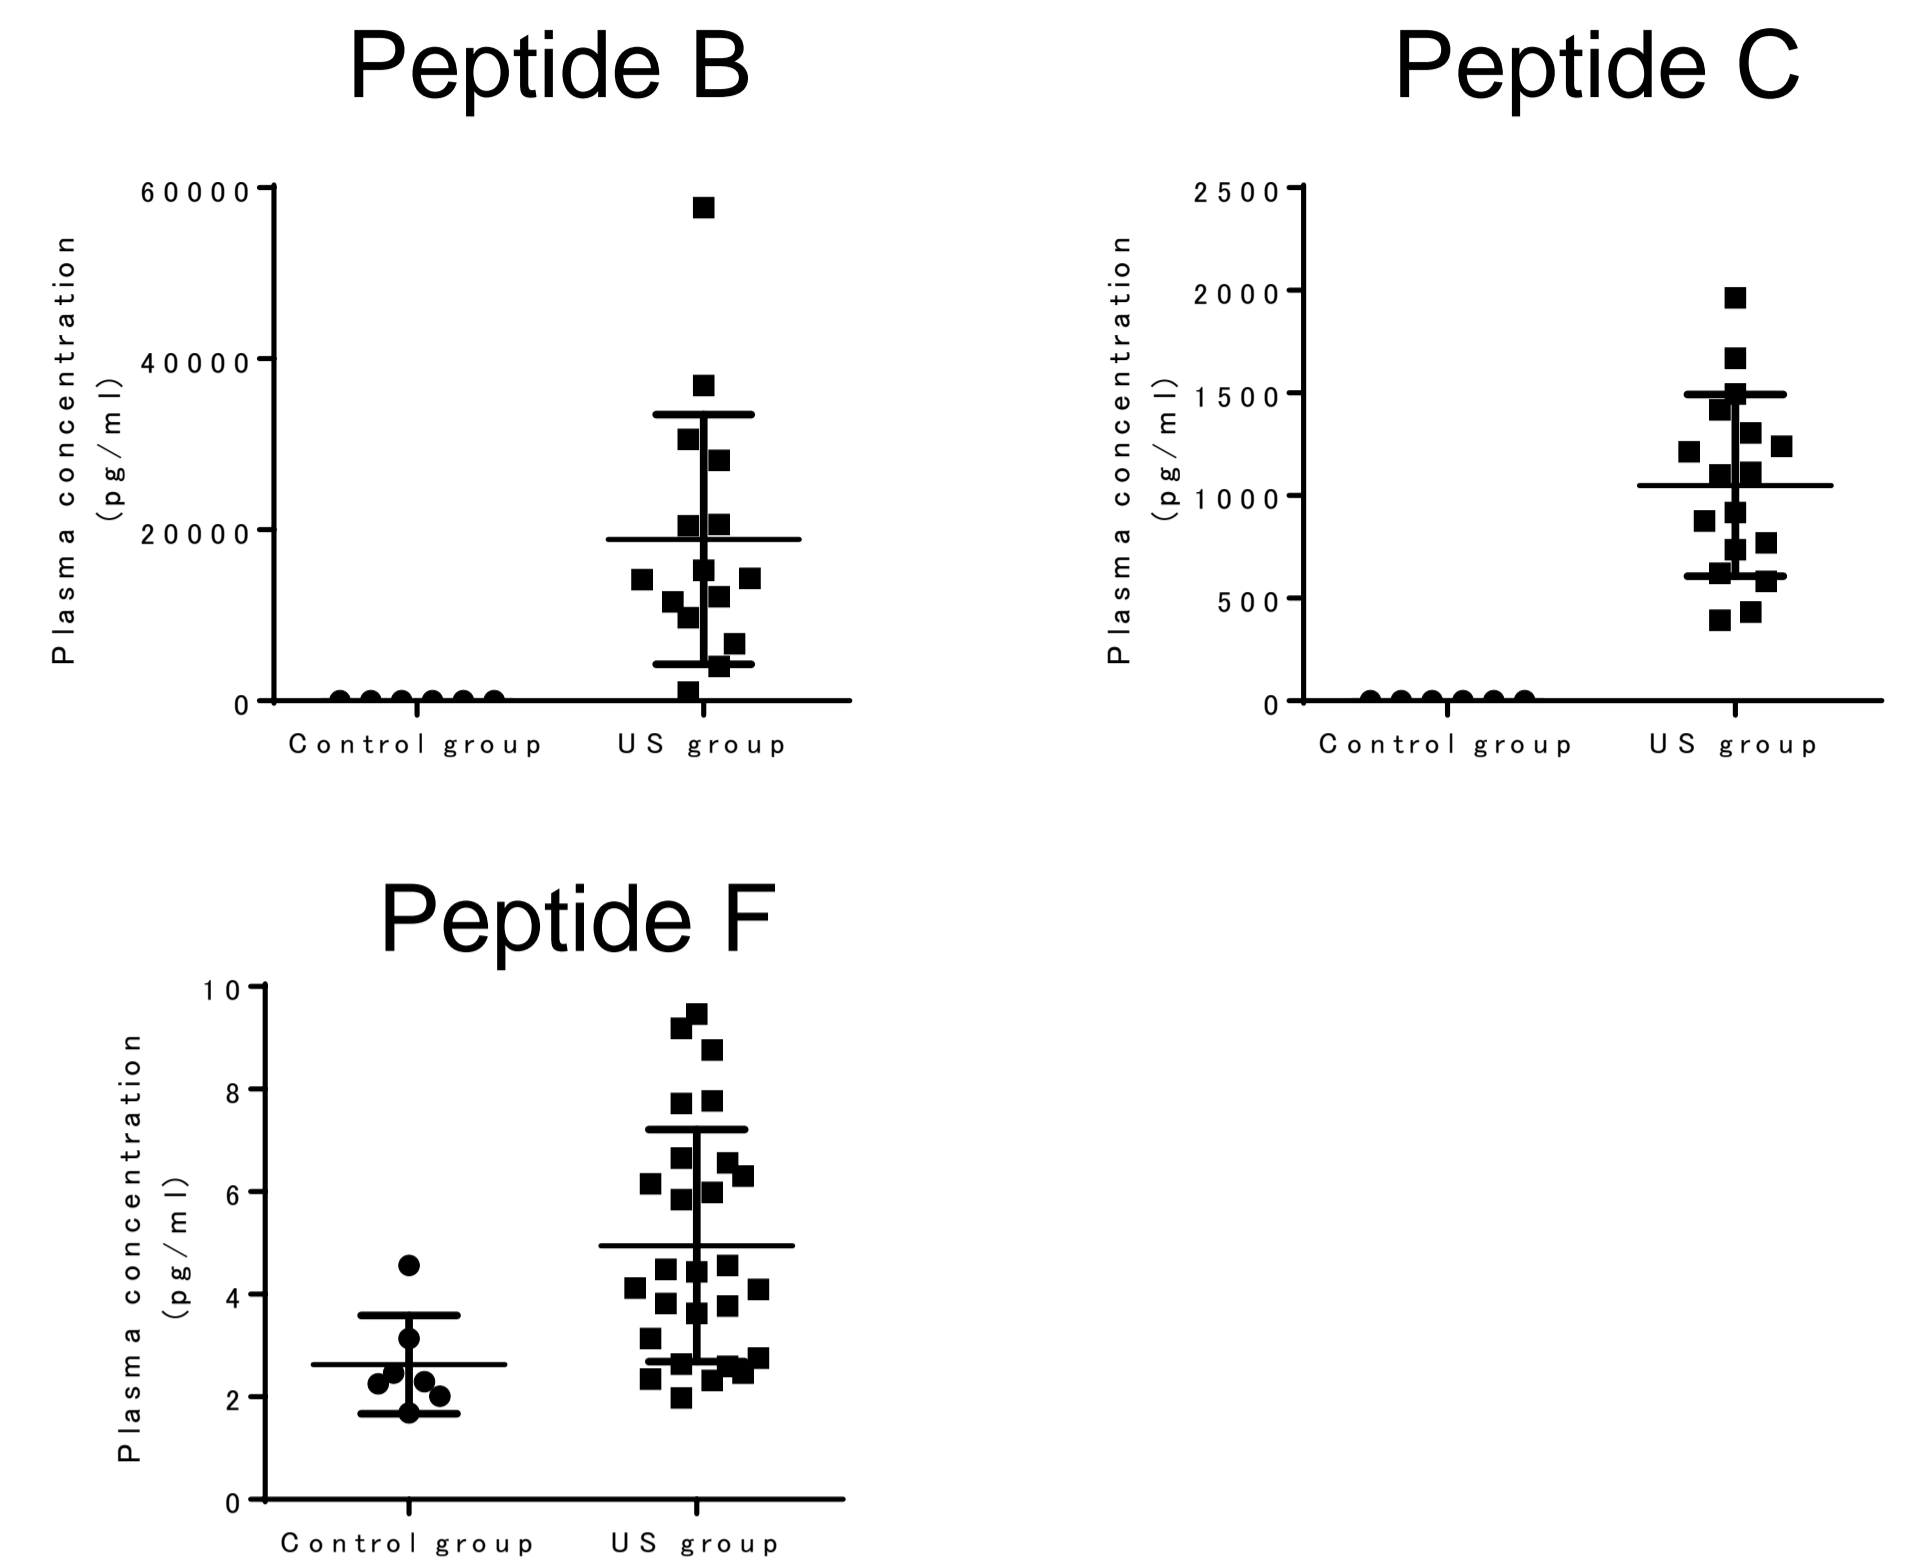 Peptide B
Plasma concentration
(pg/ml)
60000
40000
20000
0
Control group
US group
Peptide C
Plasma concentration
(pg/ml)
2500
2000
1500
1000
500
0
Control group
US group
Peptide F
Plasma concentration
(pg/ml)
10
8
6
4
2
0
Control group
US group